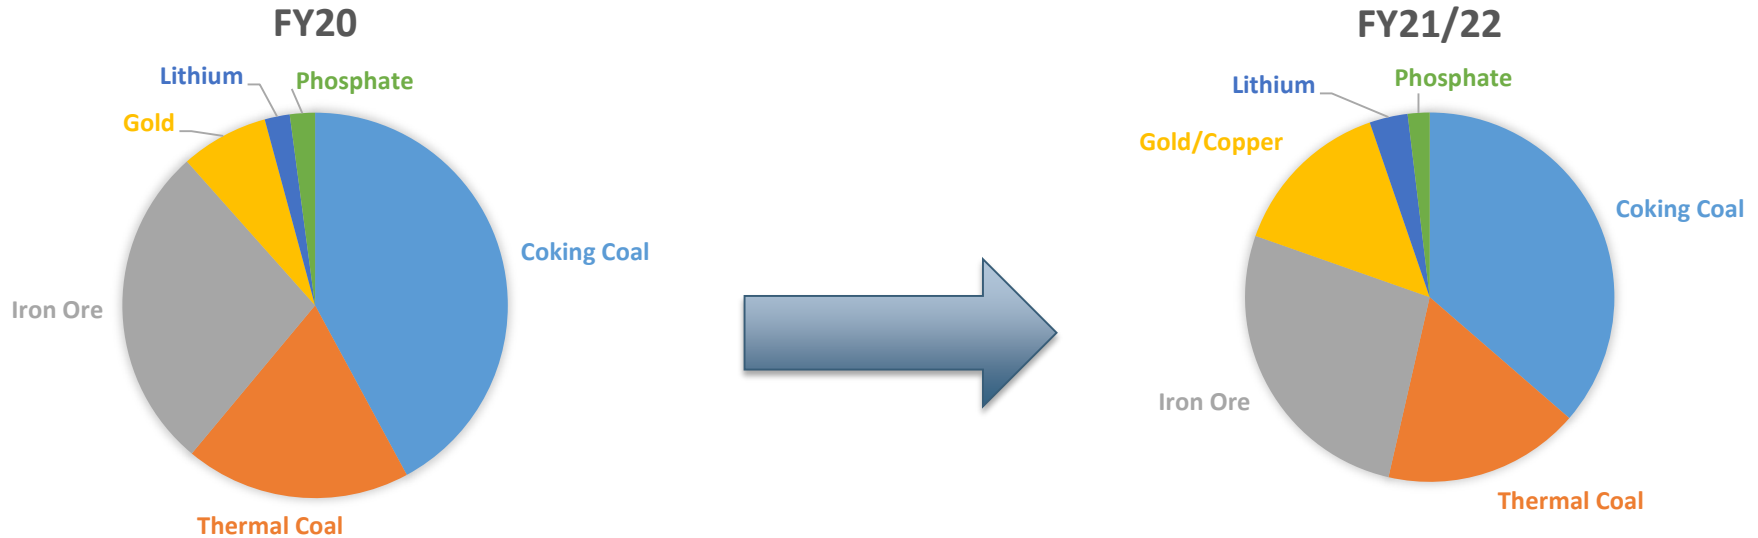 FY20
Lithium
Phosphate
Gold
Coking Coal
Iron Ore
Thermal Coal
FY21/22
Phosphate
Lithium
Gold/Copper
Coking Coal
Iron Ore
Thermal Coal